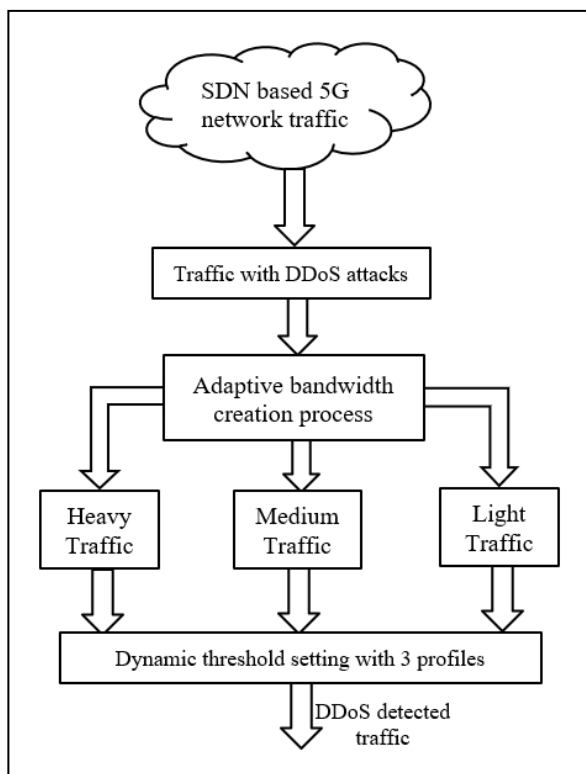 SDN based 5G
network traffic
Traffic with DDoS attacks
Adaptive bandwidth
creation process
Heavy
Traffic
Medium
Traffic
Light
Traffic
Dynamic threshold setting with 3 profiles
DDoS detected
traffic